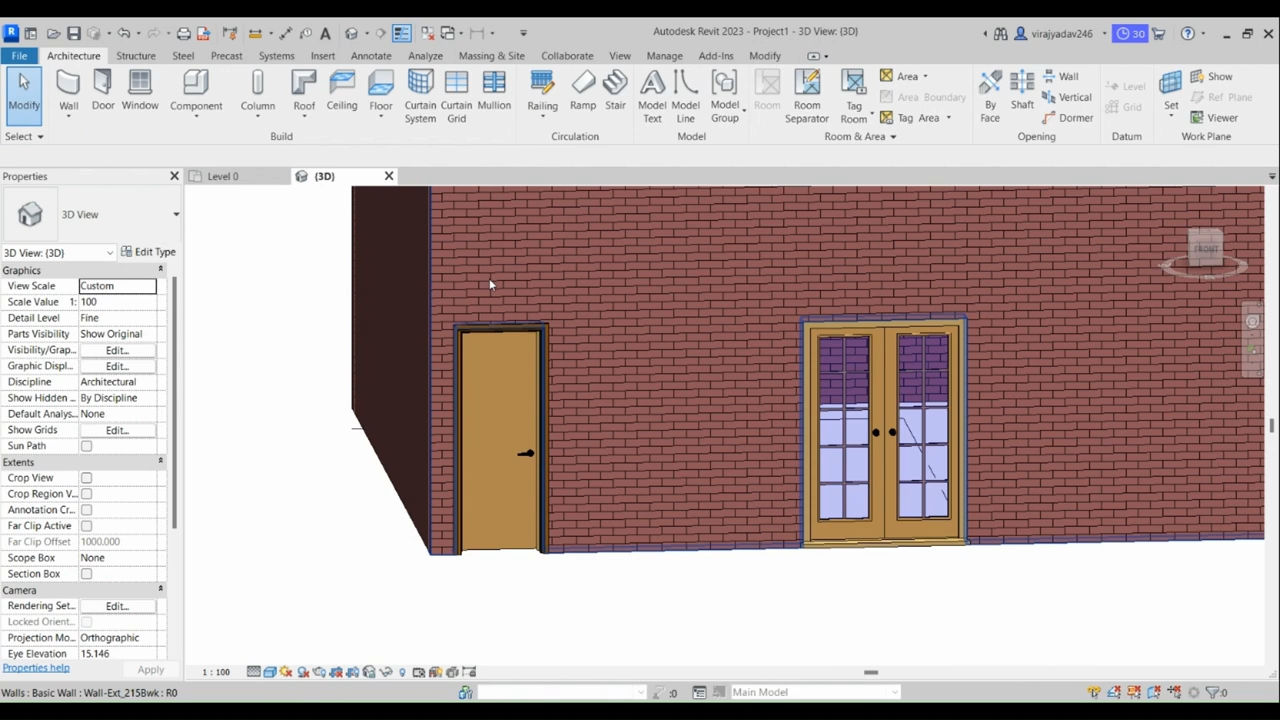 Autodesk Revit 2023 - Project1 - 3D View: {3D}
virajyadav246
30
File Architecture Structure Steel Precast Systems Insert Annotate Analyze Massing & Site Collaborate View Manage Add-Ins Modify
Modify Wall Door Window Component Column Roof Ceiling Floor Curtain System Curtain Grid Mullion Railing Ramp Stair Model Text Model Line Model Group Room Room Separator Tag Room
Area
Area Boundary
Tag Area
By Face Shaft
Wall
Vertical
Dormer
Level
Grid
Set
Show
Ref Plane
Viewer
Select Build Circulation Model Room & Area Opening Datum Work Plane
Properties
Level 0
{3D}
3D View
3D View: {3D} Edit Type
Graphics
View Scale Custom
Scale Value 1: 100
Detail Level Fine
Parts Visibility Show Original
Visibility/Grap... Edit...
Graphic Displ... Edit...
Discipline Architectural
Show Hidden ... By Discipline
Default Analys... None
Show Grids Edit...
Sun Path
Extents
Crop View
Crop Region V...
Annotation Cr...
Far Clip Active
Far Clip Offset 1000.000
Scope Box None
Section Box
Camera
Rendering Set... Edit...
Locked Orient...
Projection Mo... Orthographic
Eye Elevation 15.146
Properties help Apply
FRONT
1 : 100
Walls : Basic Wall : Wall-Ext_215Bwk : R0
:0
Main Model
:0